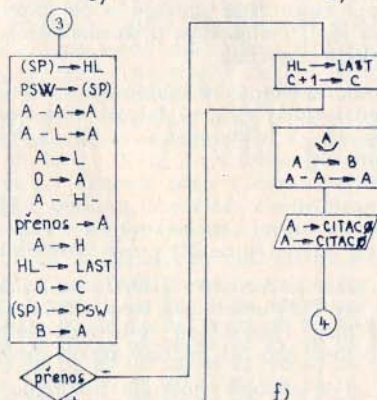 3
(SP) → HL
PSW → (SP)
A - A → A
A - L → A
A → L
0 → A
A - H -
přenos → A
A → H
HL → LAST
0 → C
(SP) → PSW
B → A
přenos
-
+
HL → LAST
C + 1 → C
A
A → B
A - A → A
A → CITAC0
A → CITAC0
4
f)